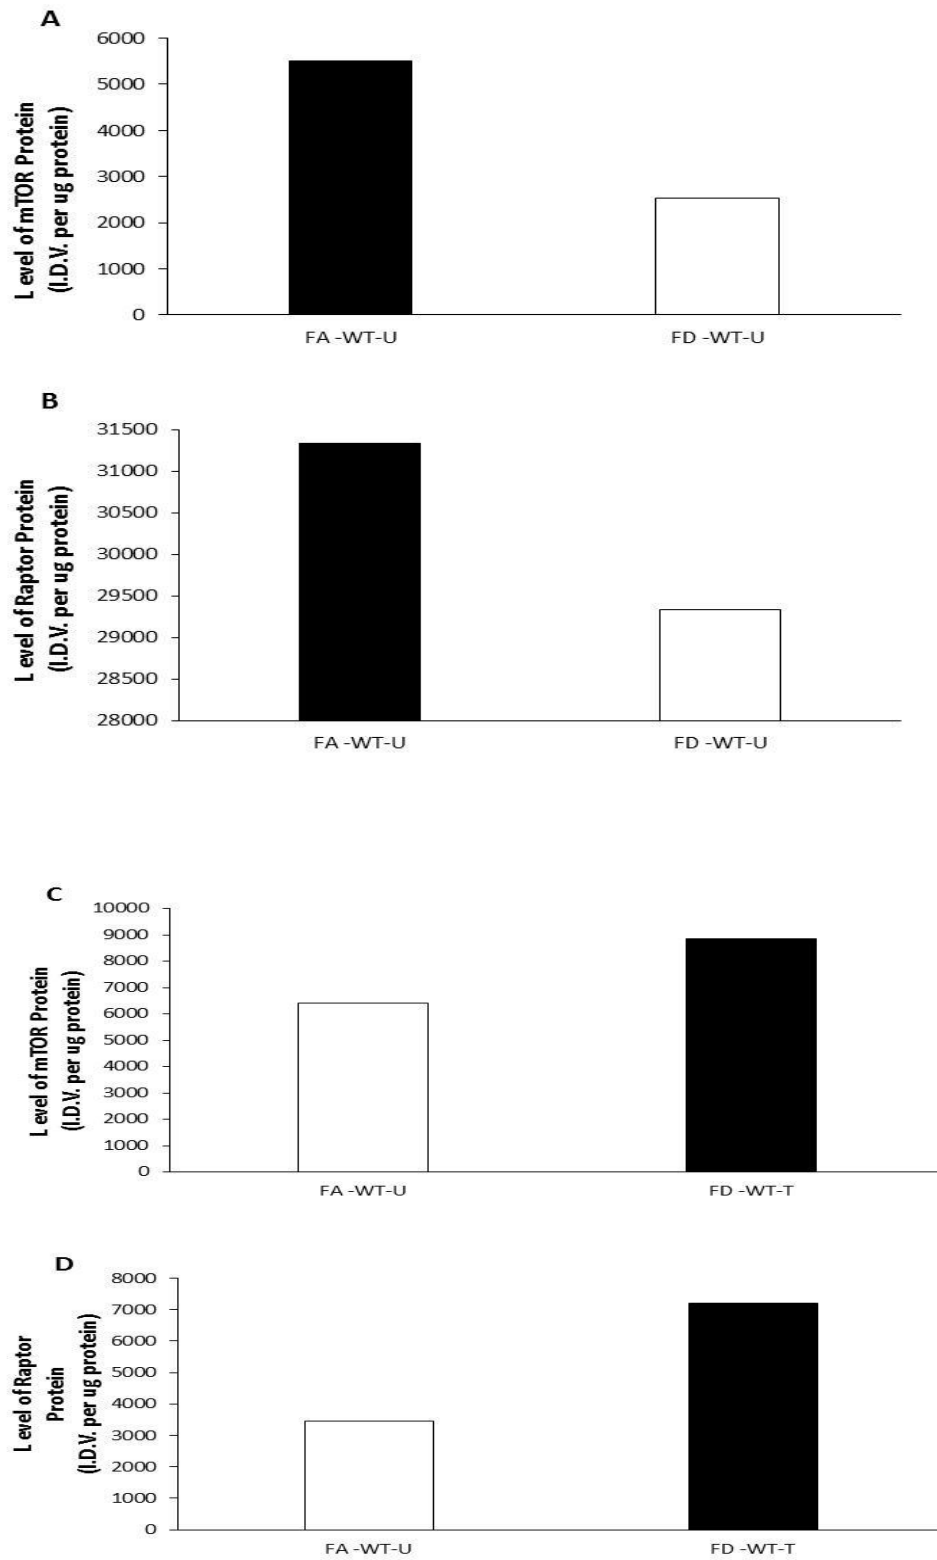 A
6000
5000
4000
3000
2000
1000
0
L evel of mTOR Protein
(I.D.V. per ug protein)
FA -WT-U FD -WT-U
B
31500
31000
30500
30000
29500
29000
28500
28000
L evel of Raptor Protein
(I.D.V. per ug protein)
FA -WT-U FD -WT-U
C
10000
9000
8000
7000
6000
5000
4000
3000
2000
1000
0
L evel of mTOR Protein
(I.D.V. per ug protein)
FA -WT-U FD -WT-T
D
8000
7000
6000
5000
4000
3000
2000
1000
0
L evel of Raptor
Protein
(I.D.V. per ug protein)
FA -WT-U FD -WT-T